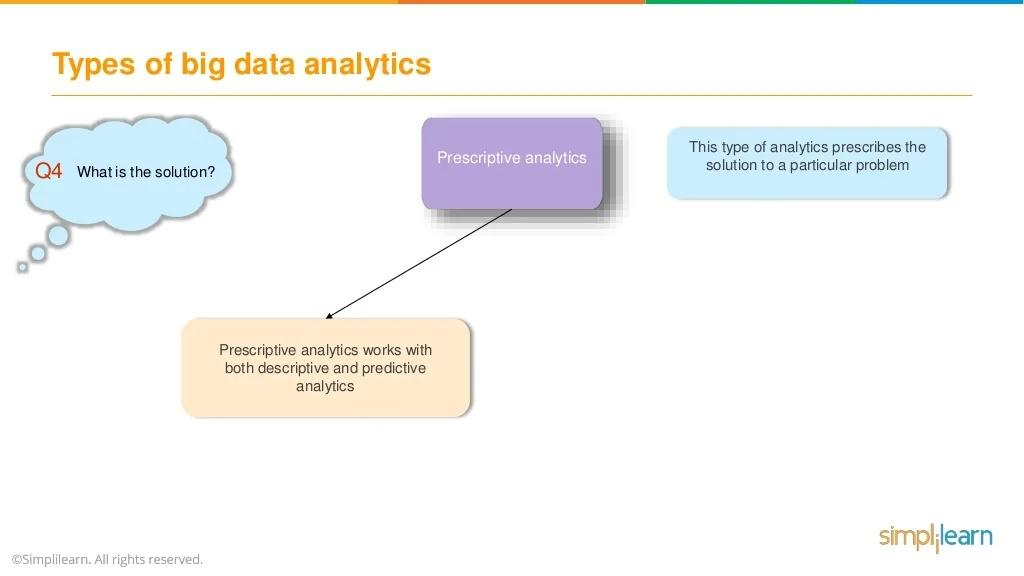 Types of big data analytics
Q4 What is the solution?
Prescriptive analytics
This type of analytics prescribes the
solution to a particular problem
Prescriptive analytics works with
both descriptive and predictive
analytics
simplilearn
©Simplilearn. All rights reserved.